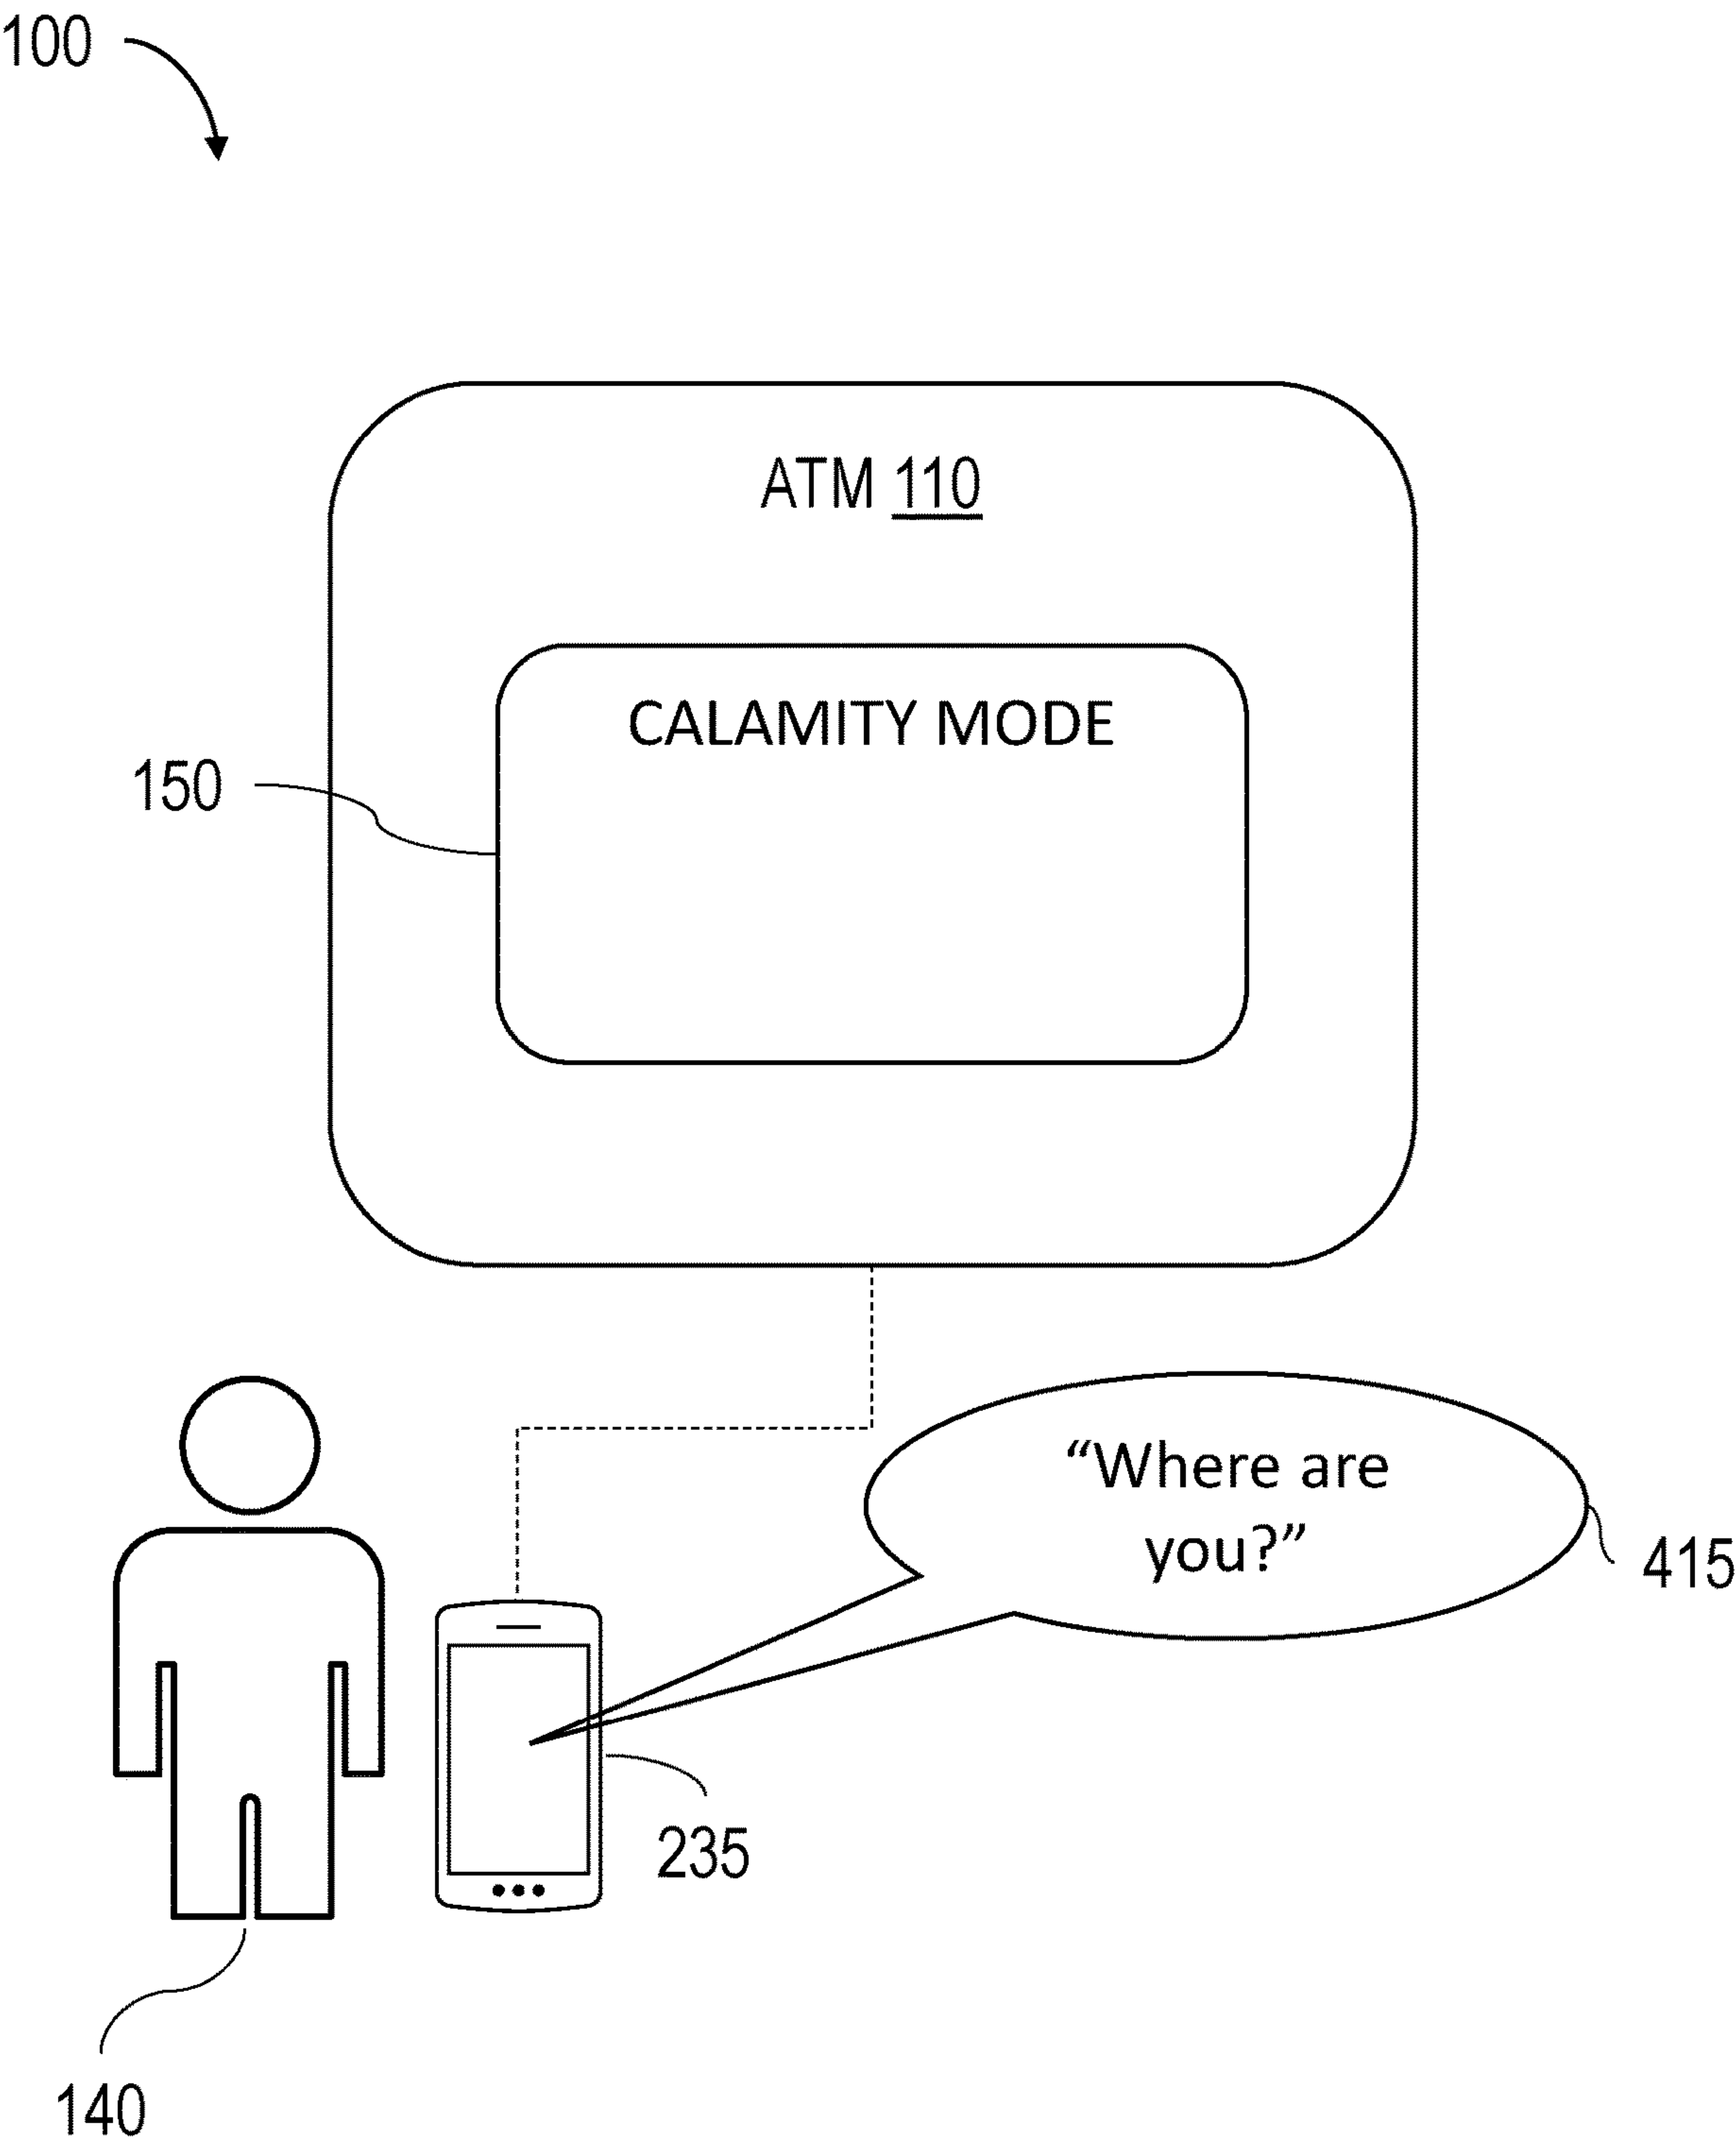 100
ATM 110
CALAMITY MODE
150
“Where are
you?”
415
235
140